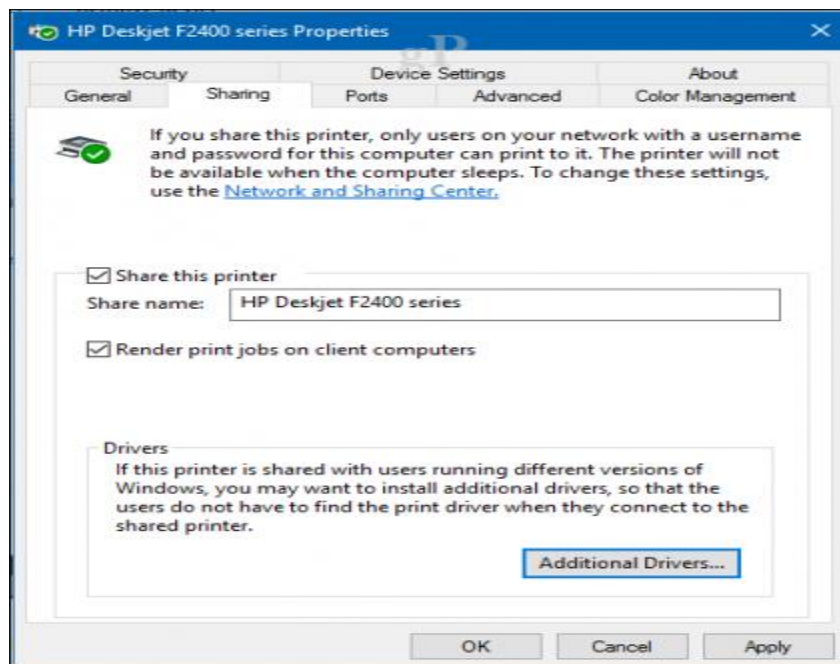 HP Deskjet F2400 series Properties
gP
Security Device Settings About
General Sharing Ports Advanced Color Management
If you share this printer, only users on your network with a username
and password for this computer can print to it. The printer will not
be available when the computer sleeps. To change these settings,
use the Network and Sharing Center.
Share this printer
Share name: HP Deskjet F2400 series
Render print jobs on client computers
Drivers
If this printer is shared with users running different versions of
Windows, you may want to install additional drivers, so that the
users do not have to find the print driver when they connect to the
shared printer.
Additional Drivers...
OK Cancel Apply